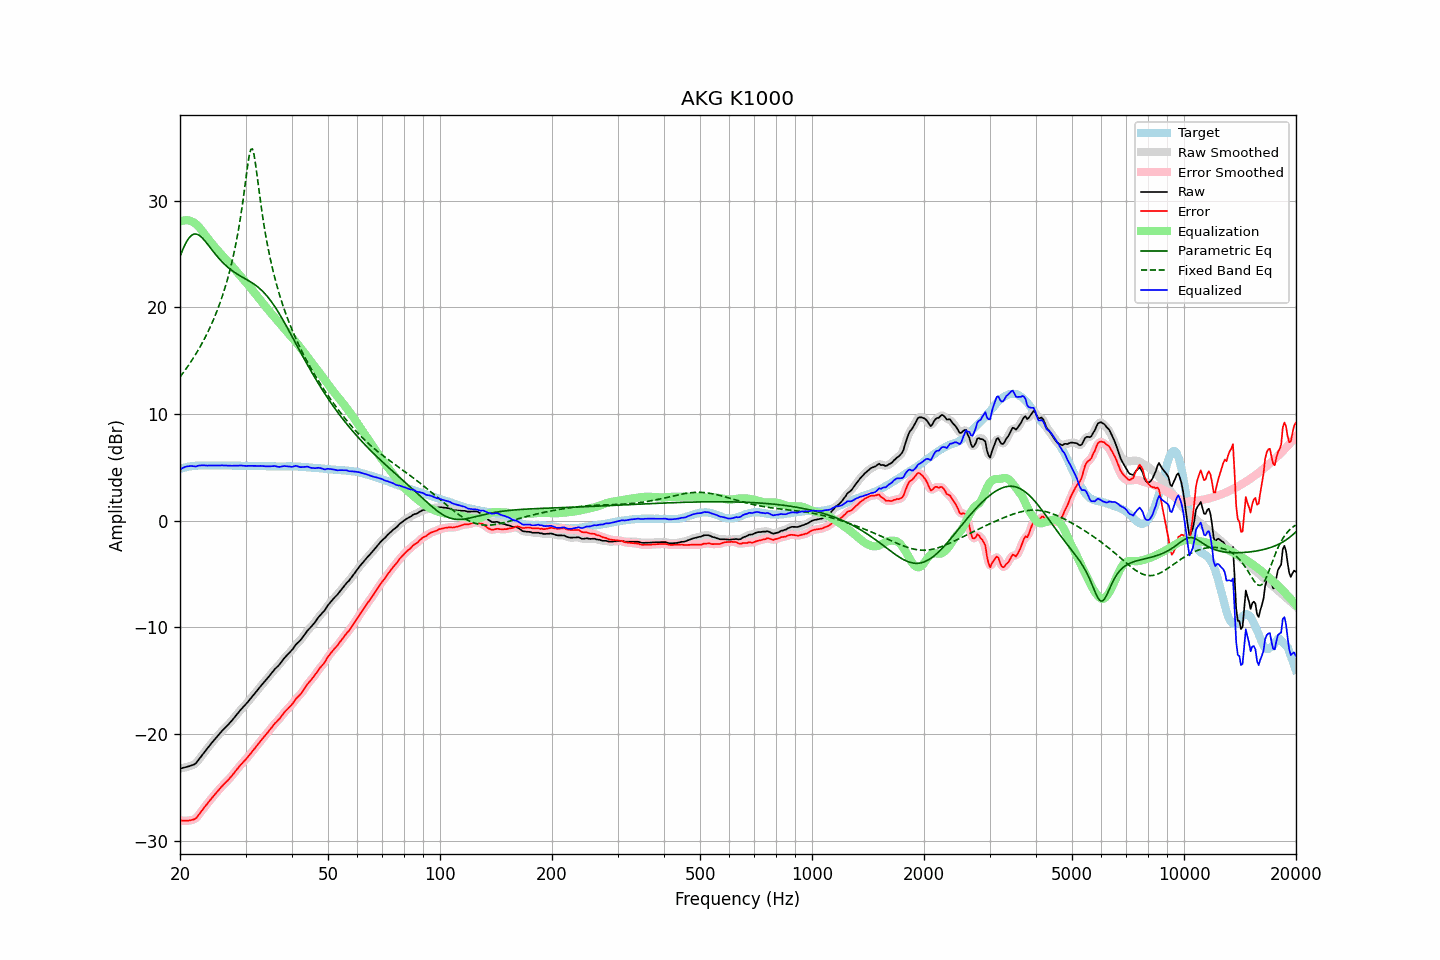 AKG K1000
Amplitude (dBr)
30
20
10
0
−10
−20
−30
Target
Raw Smoothed
Error Smoothed
Raw
Error
Equalization
Parametric Eq
Fixed Band Eq
Equalized
20 50 100 200 500 1000 2000 5000 10000 20000
Frequency (Hz)